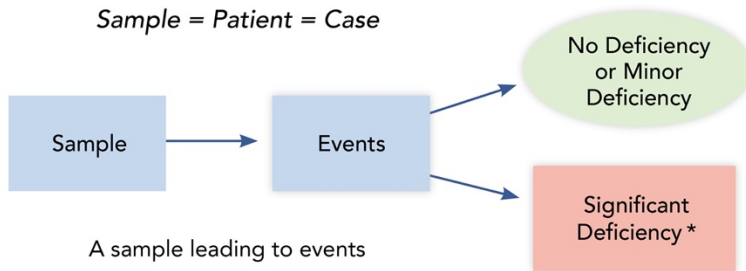 Sample = Patient = Case
No Deficiency
or Minor
Deficiency
Sample
Events
Significant
Deficiency *
A sample leading to events